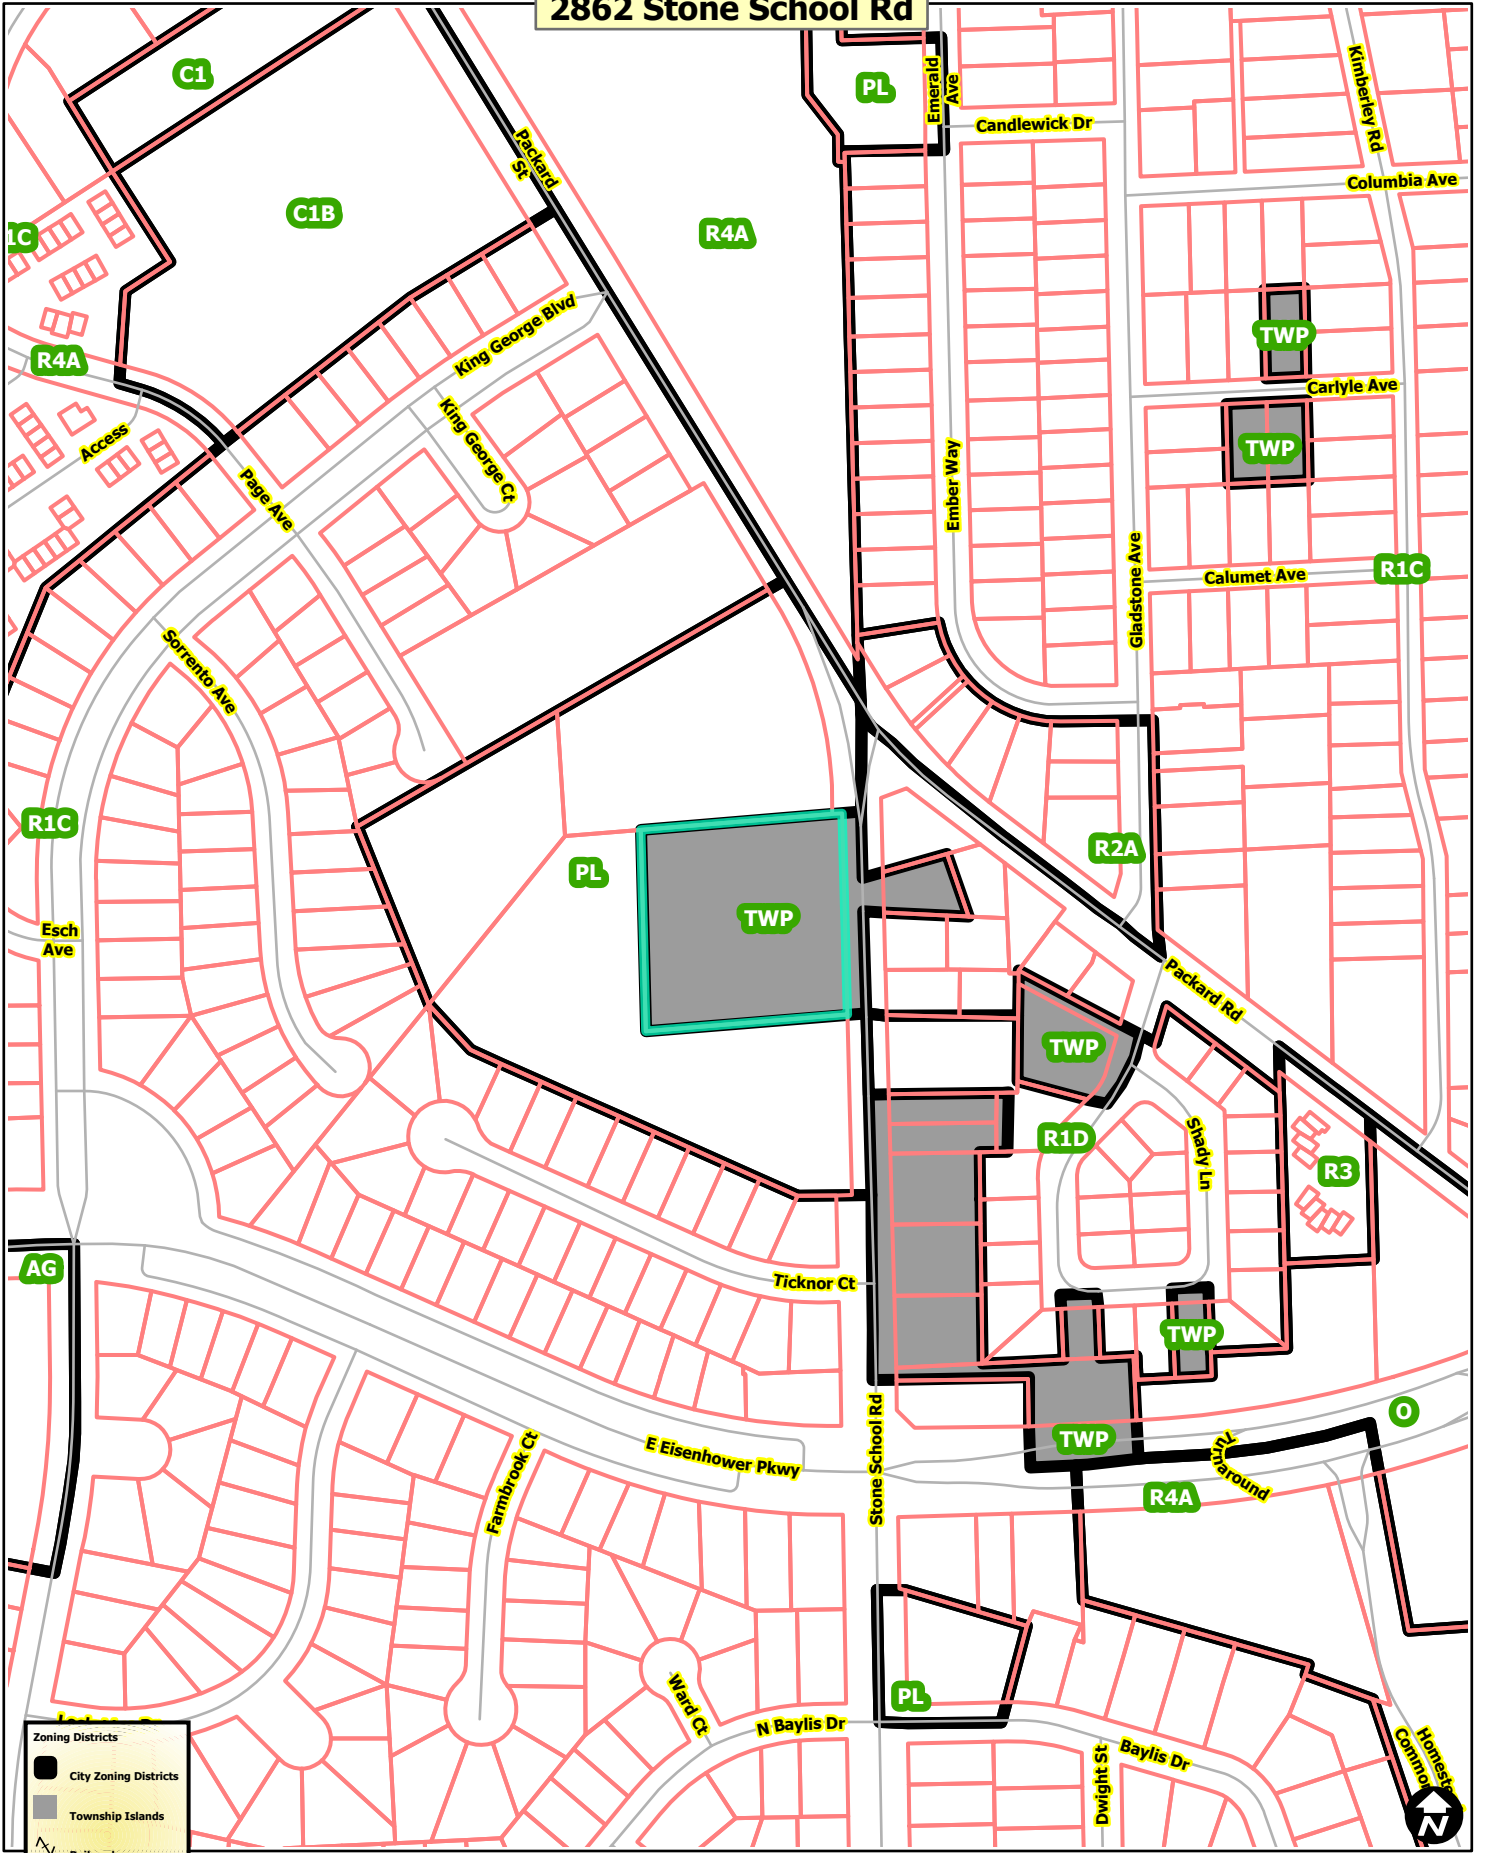 2862 Stone School Rd
C1
PL
Emerald
Ave
Kimberley Rd
Candlewick Dr
Packard
St
Columbia Ave
C1B
R4A
1C
King George Blvd
TWP
R4A
Carlyle Ave
Access
King George Ct
TWP
Page Ave
Ember Way
Gladstone Ave
Calumet Ave
R1C
Sorrento Ave
R1C
R2A
PL
TWP
Esch
Ave
Packard Rd
TWP
R1D
Shady Ln
R3
AG
Ticknor Ct
TWP
O
Stone School Rd
TWP
E Eisenhower Pkwy
Turnaround
Farmbrook Ct
R4A
PL
Ward Ct
N Baylis Dr
Baylis Dr
Dwight St
Zoning Districts
City Zoning Districts
Township Islands
N